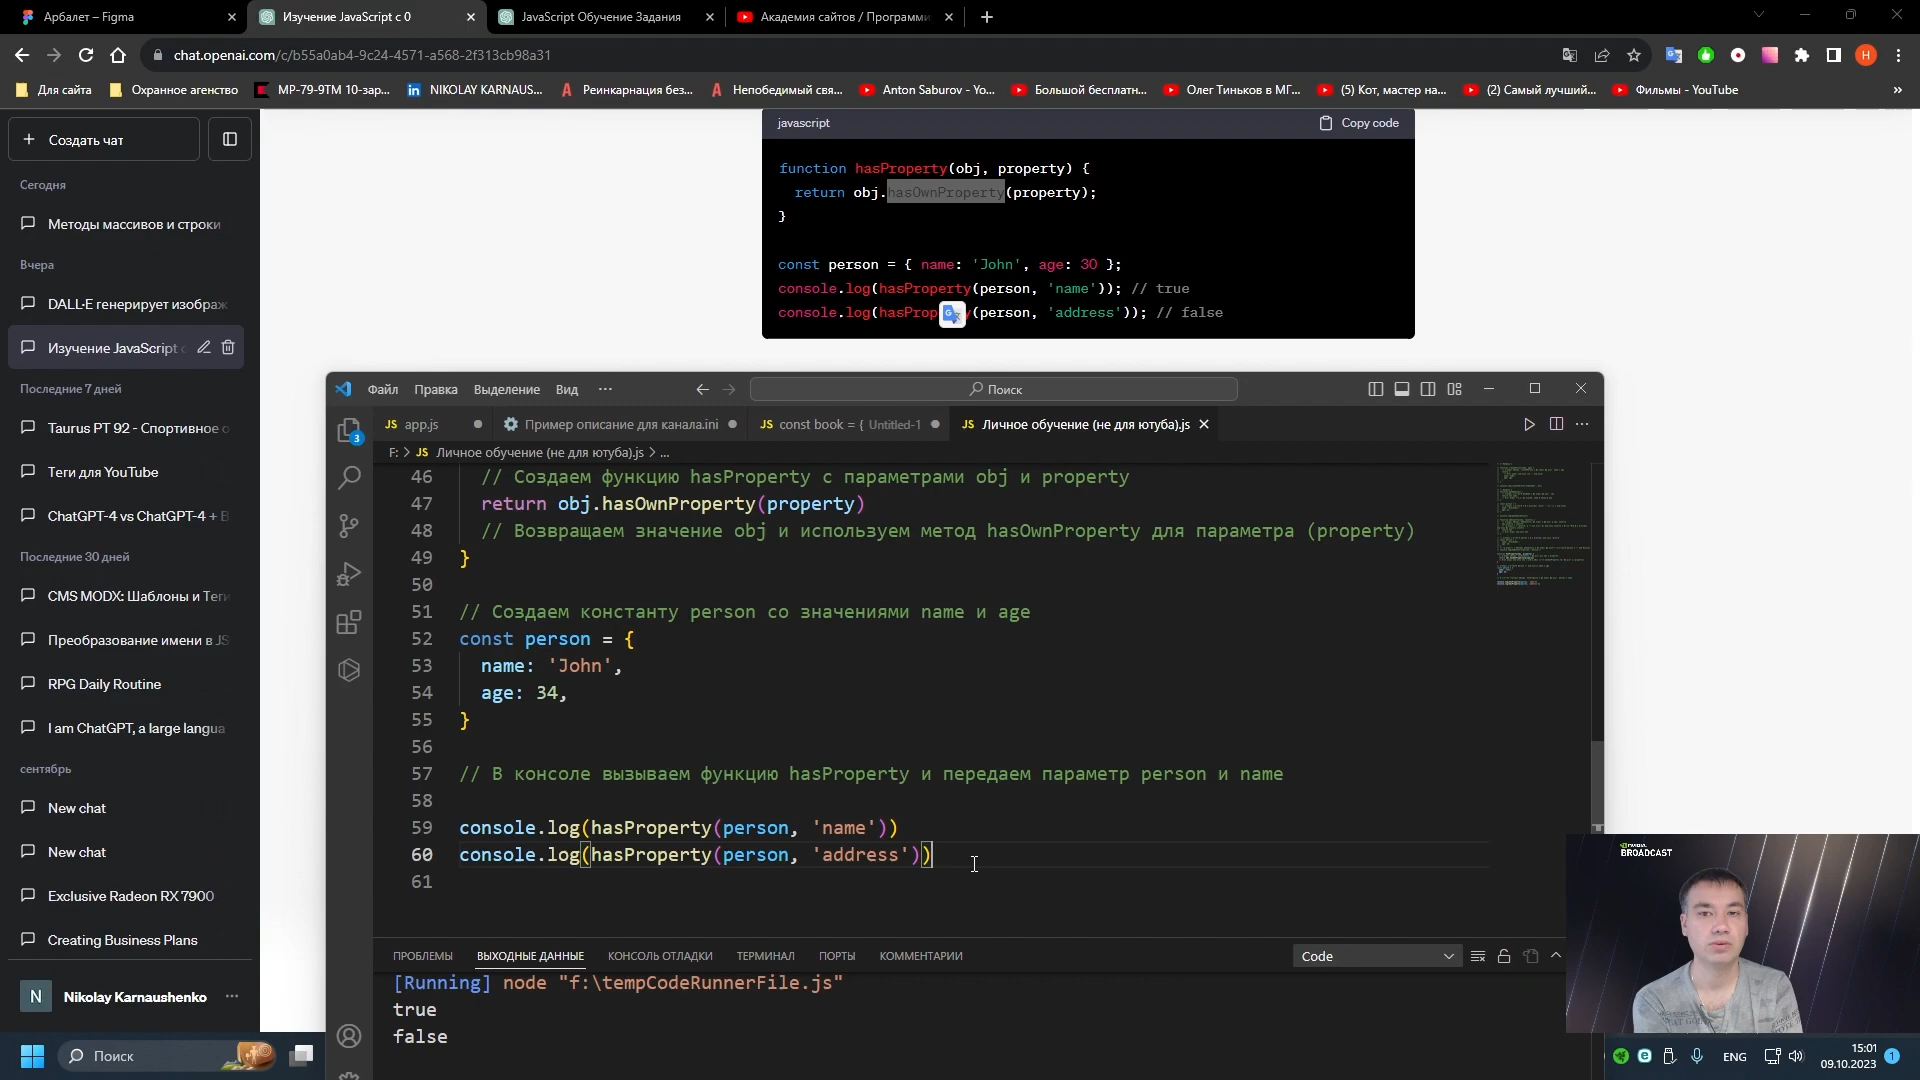 Арбалет – Figma
Изучение JavaScript с 0
JavaScript Обучение Задания
Академия сайтов / Программи
chat.openai.com/c/b55a0ab4-9c24-4571-a568-2f313cb98a31
Для сайта
Охранное агенство
МР-79-9ТМ 10-зар...
NIKOLAY KARNAUS...
Реинкарнация без...
Непобедимый свя...
Anton Saburov - Yo...
Большой бесплатн...
Олег Тиньков в МГ...
(5) Кот, мастер на...
(2) Самый лучший...
Фильмы - YouTube
Создать чат
Сегодня
Методы массивов и строки
Вчера
DALL·E генерирует изображ
Изучение JavaScript с
Последние 7 дней
Taurus PT 92 - Спортивное о
Теги для YouTube
ChatGPT-4 vs ChatGPT-4 + B
Последние 30 дней
CMS MODX: Шаблоны и Теги
Преобразование имени в JS
RPG Daily Routine
I am ChatGPT, a large langua
сентябрь
New chat
New chat
Exclusive Radeon RX 7900
Creating Business Plans
N
Nikolay Karnaushenko
javascript
Copy code
function hasProperty(obj, property) {
return obj.hasOwnProperty(property);
}
const person = { name: 'John', age: 30 };
console.log(hasProperty(person, 'name')); // true
console.log(hasProp y(person, 'address')); // false
Файл Правка Выделение Вид ···
Поиск
JS app.js
Пример описание для канала.ini
JS const book = { Untitled-1
JS Личное обучение (не для ютуба).js
F: > JS Личное обучение (не для ютуба).js > ...
46 // Создаем функцию hasProperty с параметрами obj и property
47 return obj.hasOwnProperty(property)
48 // Возвращаем значение obj и используем метод hasOwnProperty для параметра (property)
49 }
50
51 // Создаем константу person со значениями name и age
52 const person = {
53 name: 'John',
54 age: 34,
55 }
56
57 // В консоле вызываем функцию hasProperty и передаем параметр person и name
58
59 console.log(hasProperty(person, 'name'))
60 console.log(hasProperty(person, 'address'))
61
ПРОБЛЕМЫ ВЫХОДНЫЕ ДАННЫЕ КОНСОЛЬ ОТЛАДКИ ТЕРМИНАЛ ПОРТЫ КОММЕНТАРИИ
Code
[Running] node "f:\tempCodeRunnerFile.js"
true
false
3
H
NVIDIA
BROADCAST
Поиск
ENG
15:01
09.10.2023
1